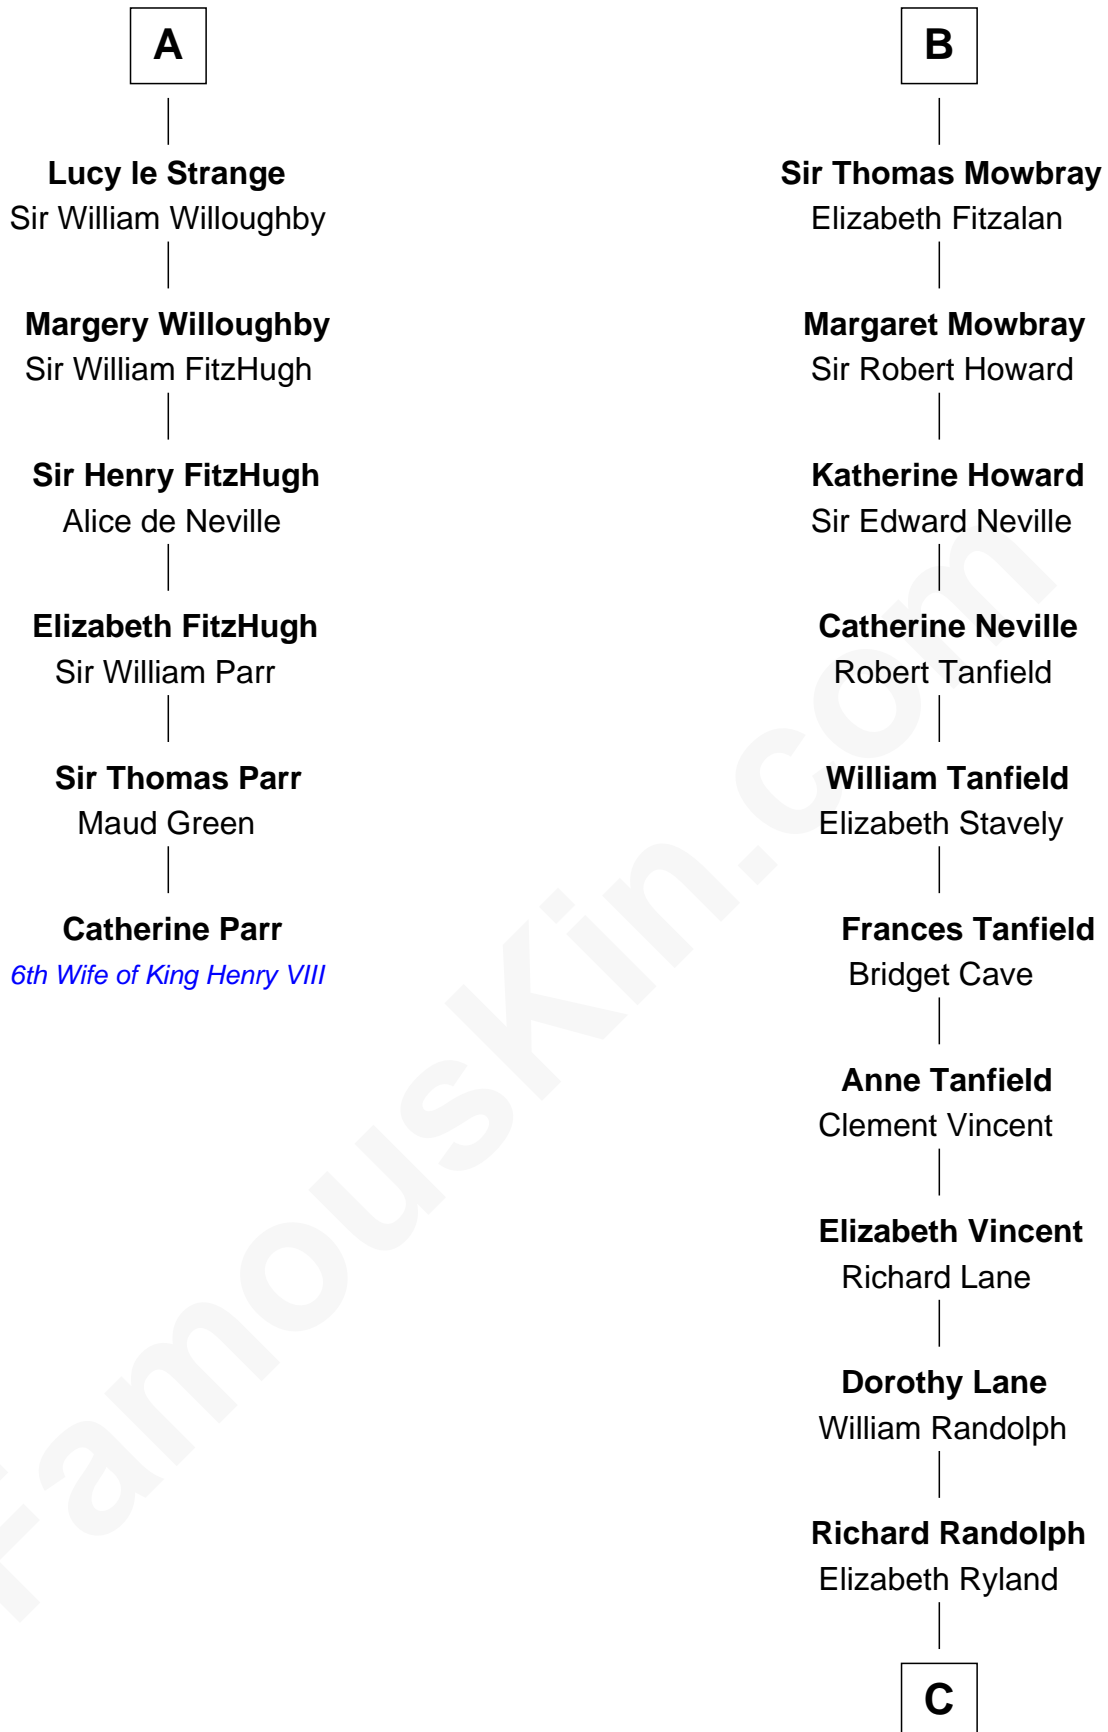 A
Lucy le Strange
Sir William Willoughby
Margery Willoughby
Sir William FitzHugh
Sir Henry FitzHugh
Alice de Neville
Elizabeth FitzHugh
Sir William Parr
Sir Thomas Parr
Maud Green
Catherine Parr
6th Wife of King Henry VIII
B
Sir Thomas Mowbray
Elizabeth Fitzalan
Margaret Mowbray
Sir Robert Howard
Katherine Howard
Sir Edward Neville
Catherine Neville
Robert Tanfield
William Tanfield
Elizabeth Stavely
Frances Tanfield
Bridget Cave
Anne Tanfield
Clement Vincent
Elizabeth Vincent
Richard Lane
Dorothy Lane
William Randolph
Richard Randolph
Elizabeth Ryland
C
FamousKin.com